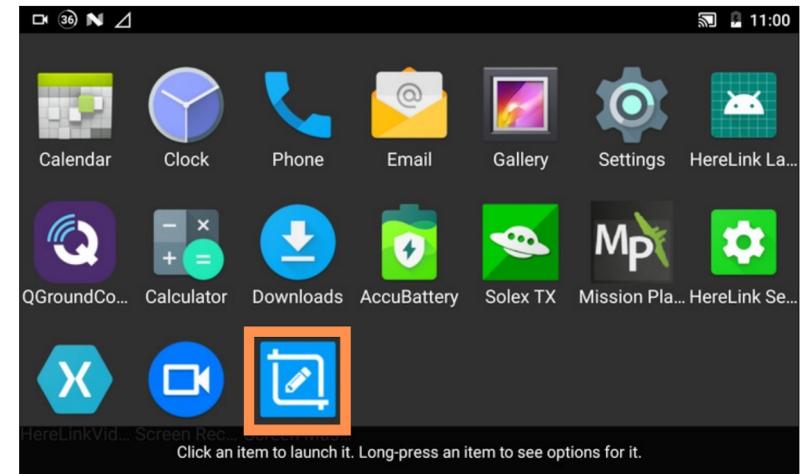 36 N 11:00
Calendar Clock Phone Email Gallery Settings HereLink La...
QGroundCo... Calculator Downloads AccuBattery Solex TX Mission Pla... HereLink Se...
HereLinkVid... Screen Rec... Screen Mas...
Click an item to launch it. Long-press an item to see options for it.